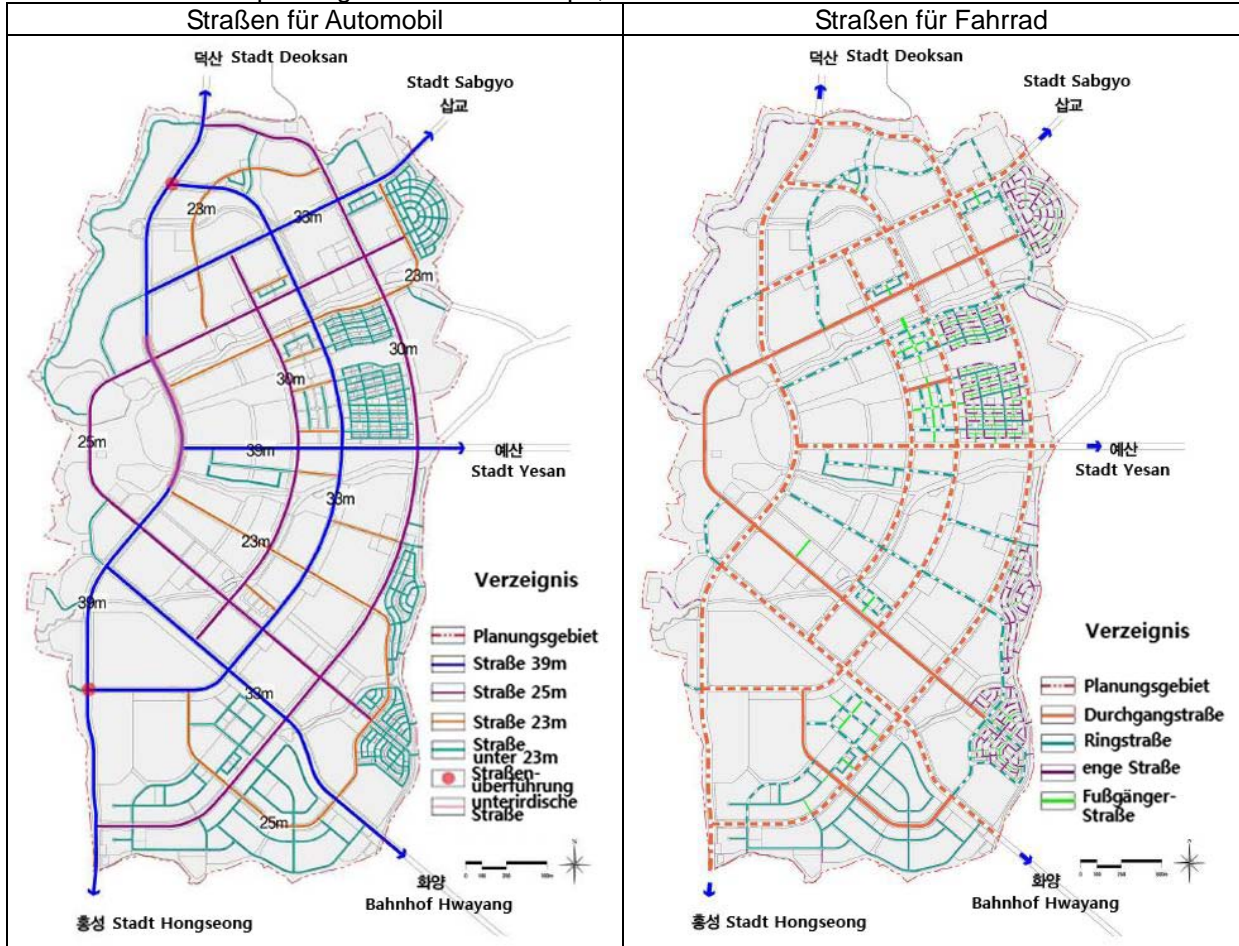 Straßen für Automobil
덕산 Stadt Deoksan
Stadt Sabgyo
삽교
23m
33m
23m
30m
30m
25m
39m
예산
Stadt Yesan
33m
23m
39m
33m
25m
Verzeignis
Planungsgebiet
Straße 39m
Straße 25m
Straße 23m
Straße
unter 23m
Straßen-
überführung
unterirdische
Straße
화양
Bahnhof Hwayang
홍성 Stadt Hongseong
Straßen für Fahrrad
덕산 Stadt Deoksan
Stadt Sabgyo
삽교
예산
Stadt Yesan
Verzeignis
Planungsgebiet
Durchgangstraße
Ringstraße
enge Straße
Fußgänger-
Straße
화양
Bahnhof Hwayang
홍성 Stadt Hongseong